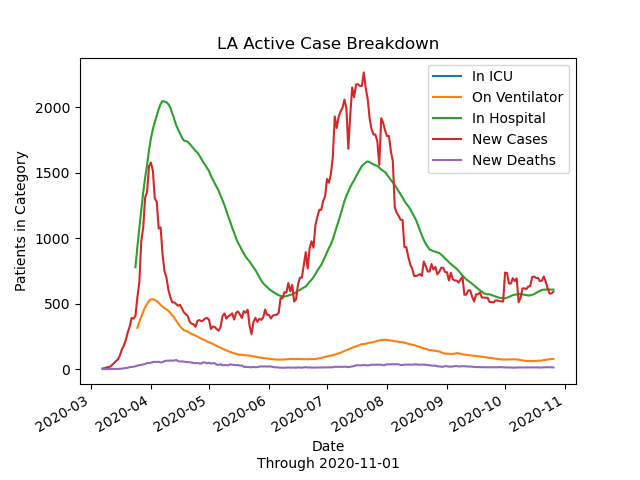 LA Active Case Breakdown
In ICU
On Ventilator
In Hospital
New Cases
New Deaths
Patients in Category
2000
1500
1000
500
0
2020-03
2020-04
2020-05
2020-06
2020-07
2020-08
2020-09
2020-10
2020-11
Date
Through 2020-11-01